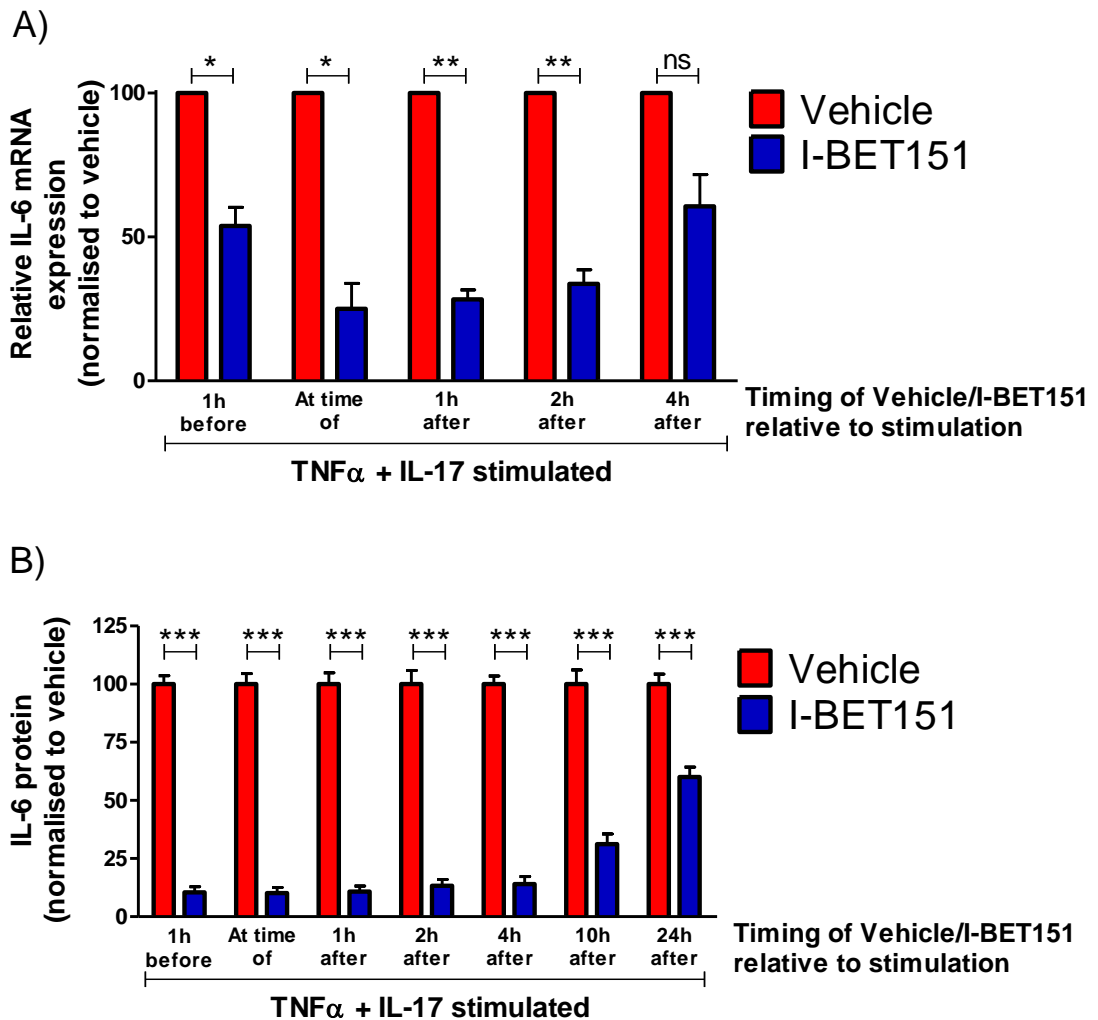 A)
Relative IL-6 mRNA
expression
(normalised to vehicle)
100
50
0
* * ** ** ns
Vehicle
I-BET151
1h before
At time of
1h after
2h after
4h after
Timing of Vehicle/I-BET151
relative to stimulation
TNFα + IL-17 stimulated
B)
IL-6 protein
(normalised to vehicle)
125
100
75
50
25
0
*** *** *** *** *** *** ***
Vehicle
I-BET151
1h before
At time of
1h after
2h after
4h after
10h after
24h after
Timing of Vehicle/I-BET151
relative to stimulation
TNFα + IL-17 stimulated